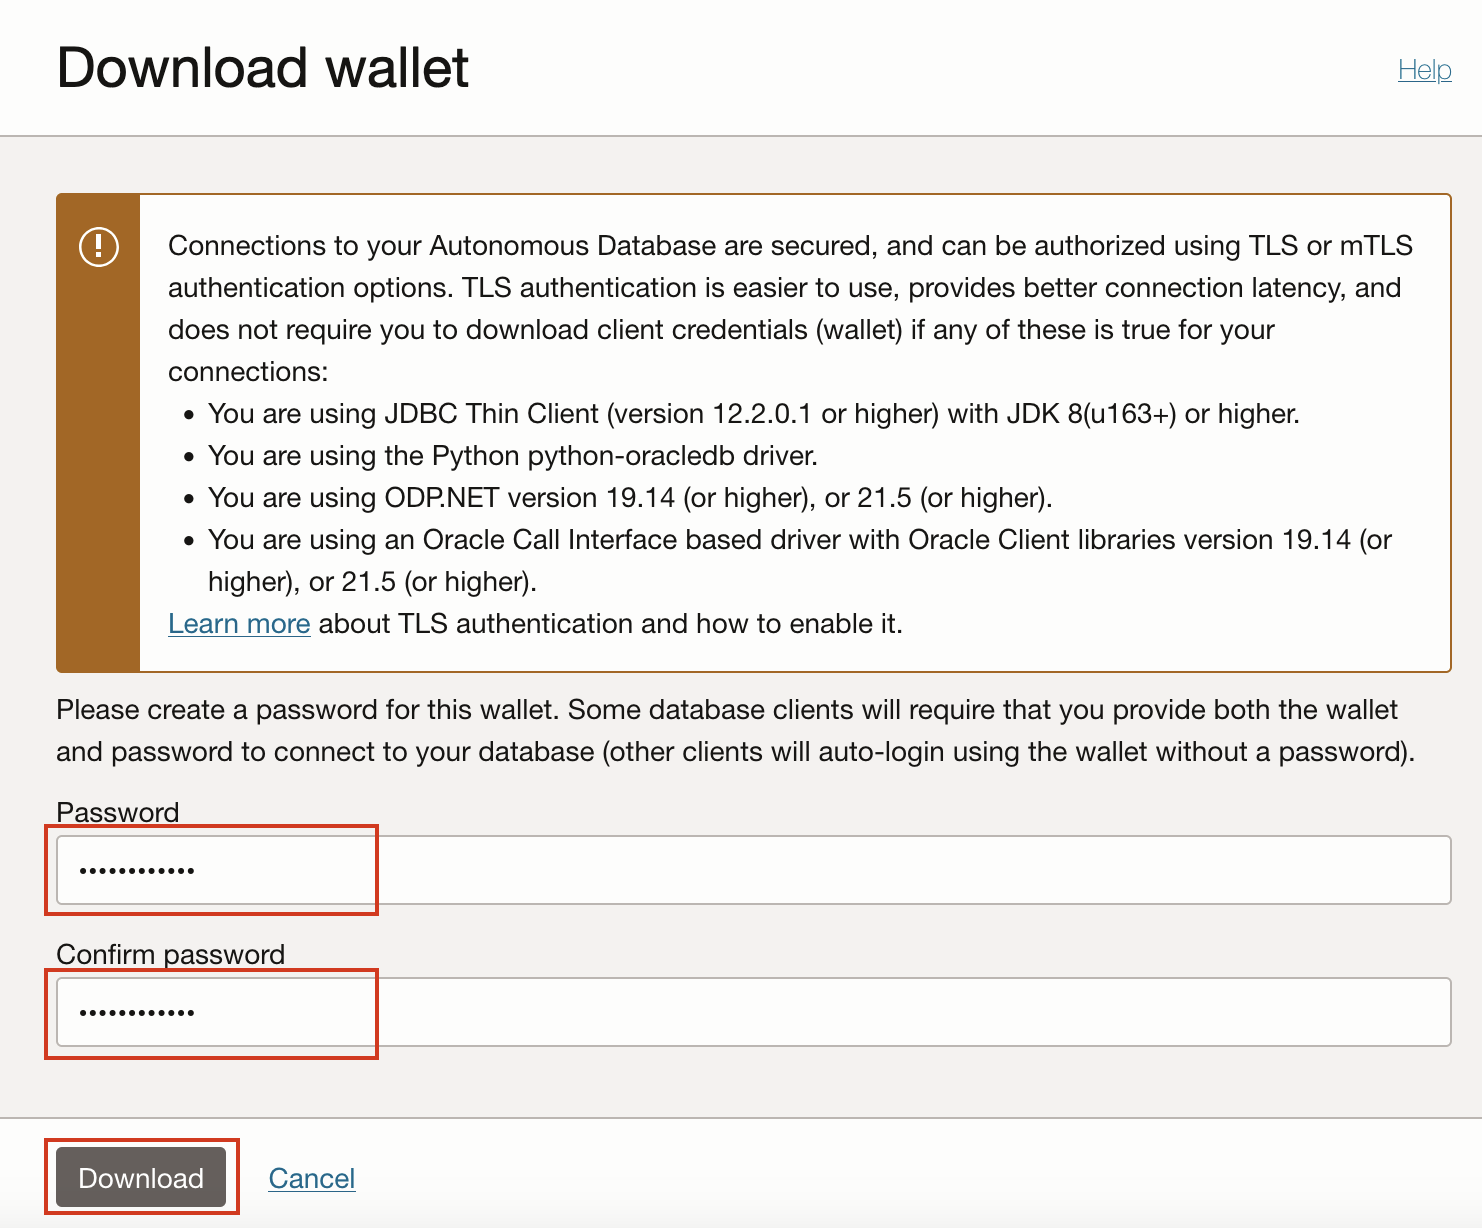 Download wallet
Help
Connections to your Autonomous Database are secured, and can be authorized using TLS or mTLS
authentication options. TLS authentication is easier to use, provides better connection latency, and
does not require you to download client credentials (wallet) if any of these is true for your
connections:
• You are using JDBC Thin Client (version 12.2.0.1 or higher) with JDK 8(u163+) or higher.
• You are using the Python python-oracledb driver.
• You are using ODP.NET version 19.14 (or higher), or 21.5 (or higher).
• You are using an Oracle Call Interface based driver with Oracle Client libraries version 19.14 (or
higher), or 21.5 (or higher).
Learn more about TLS authentication and how to enable it.
Please create a password for this wallet. Some database clients will require that you provide both the wallet
and password to connect to your database (other clients will auto-login using the wallet without a password).
Password
••••••••••••
Confirm password
••••••••••••
Download Cancel